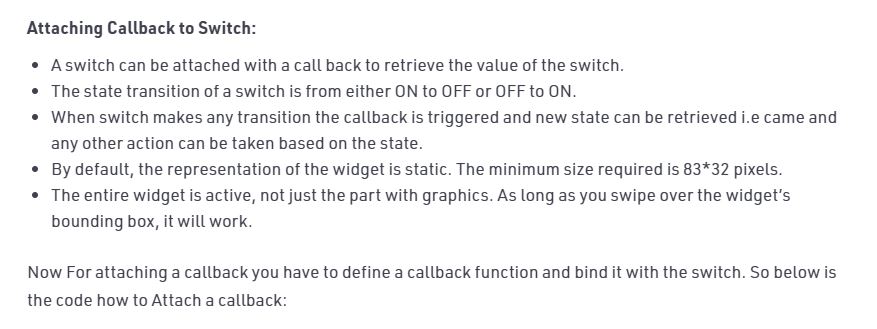 Attaching Callback to Switch:
• A switch can be attached with a call back to retrieve the value of the switch.
• The state transition of a switch is from either ON to OFF or OFF to ON.
• When switch makes any transition the callback is triggered and new state can be retrieved i.e came and
any other action can be taken based on the state.
• By default, the representation of the widget is static. The minimum size required is 83*32 pixels.
• The entire widget is active, not just the part with graphics. As long as you swipe over the widget's
bounding box, it will work.
Now For attaching a callback you have to define a callback function and bind it with the switch. So below is
the code how to Attach a callback: